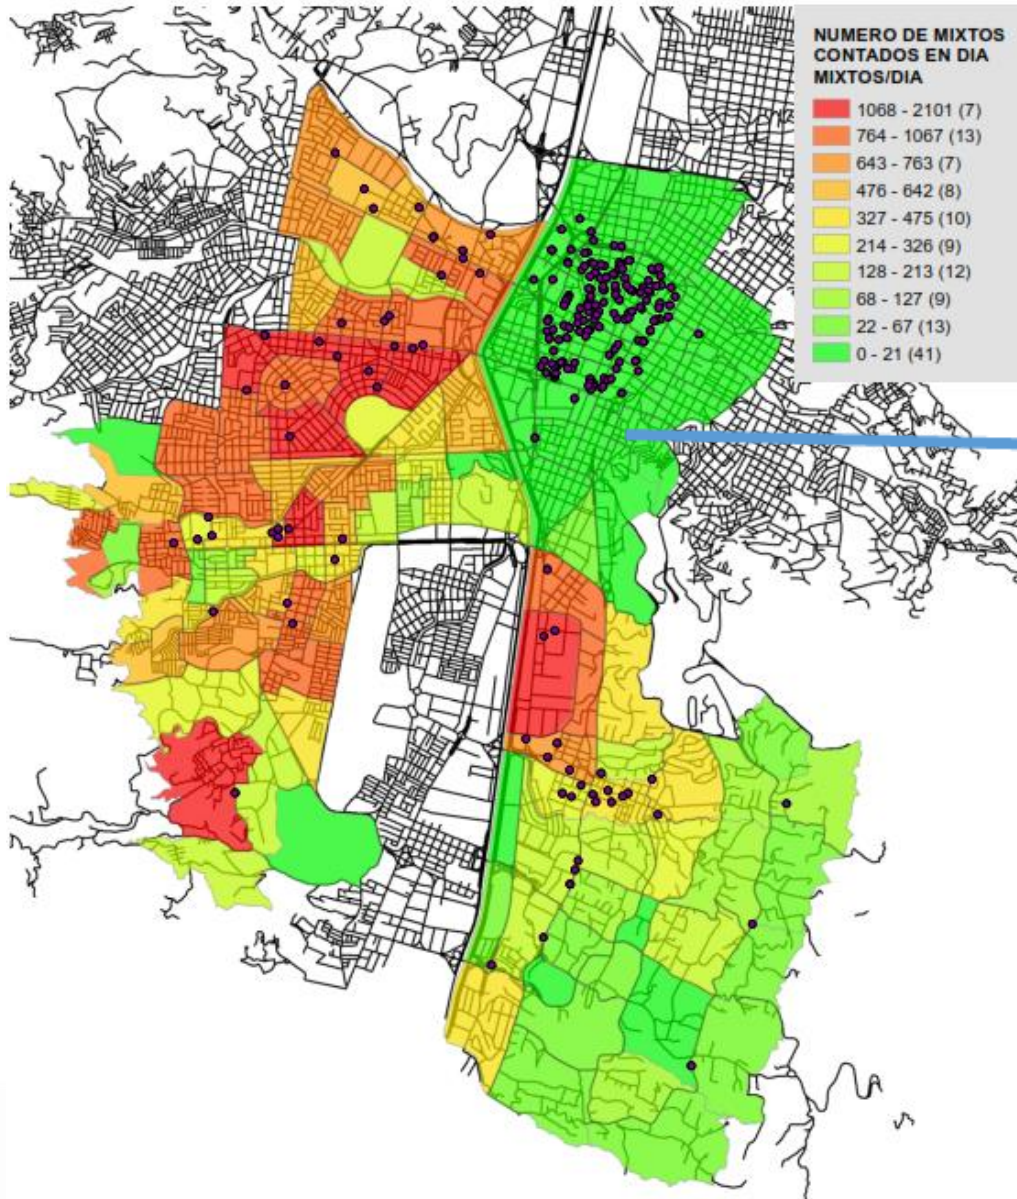 NUMERO DE MIXTOS
CONTADOS EN DIA
MIXTOS/DIA
1068 - 2101 (7)
764 - 1067 (13)
643 - 763 (7)
476 - 642 (8)
327 - 475 (10)
214 - 326 (9)
128 - 213 (12)
68 - 127 (9)
22 - 67 (13)
0 - 21 (41)